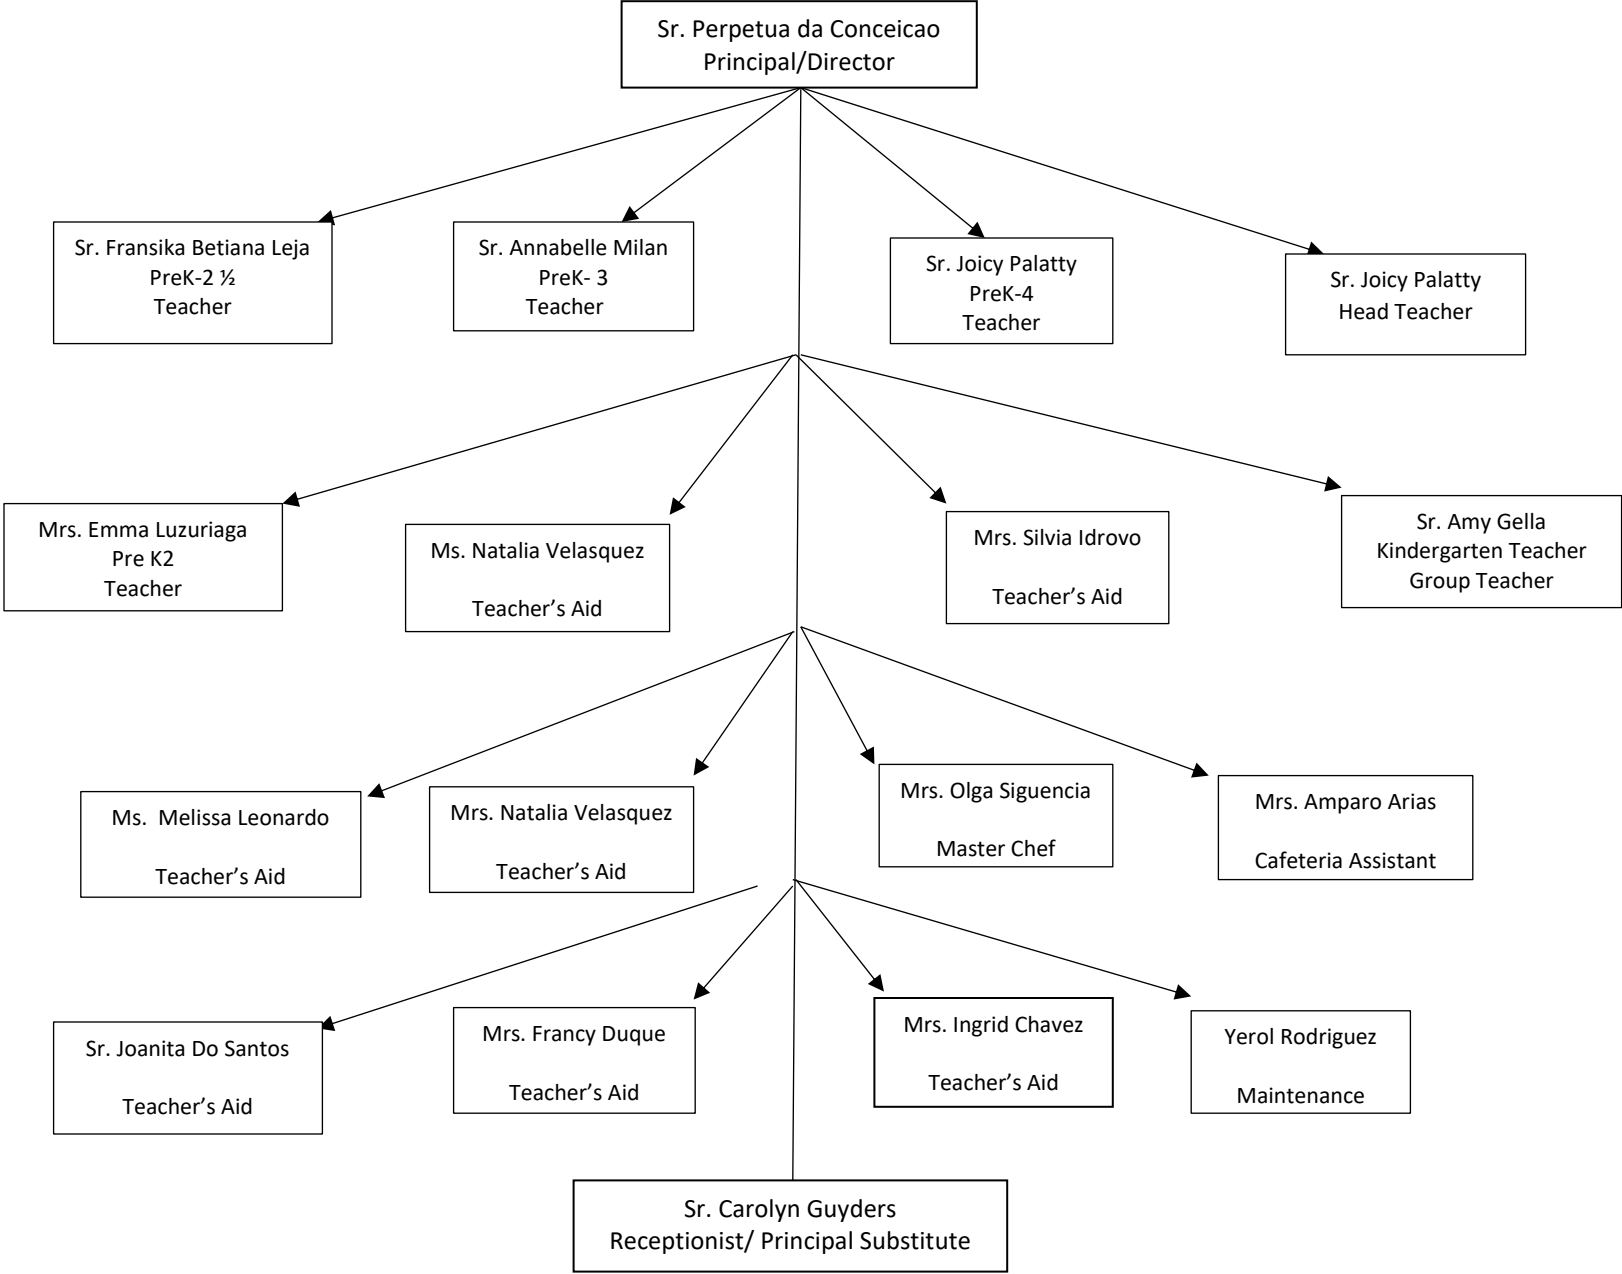 Sr. Perpetua da Conceicao
Principal/Director
Sr. Fransika Betiana Leja
PreK-2 ½
Teacher
Sr. Annabelle Milan
PreK- 3
Teacher
Sr. Joicy Palatty
PreK-4
Teacher
Sr. Joicy Palatty
Head Teacher
Mrs. Emma Luzuriaga
Pre K2
Teacher
Ms. Natalia Velasquez
Teacher’s Aid
Mrs. Silvia Idrovo
Teacher’s Aid
Sr. Amy Gella
Kindergarten Teacher
Group Teacher
Ms.  Melissa Leonardo
Teacher’s Aid
Mrs. Natalia Velasquez
Teacher’s Aid
Mrs. Olga Siguencia
Master Chef
Mrs. Amparo Arias
Cafeteria Assistant
Sr. Joanita Do Santos
Teacher’s Aid
Mrs. Francy Duque
Teacher’s Aid
Mrs. Ingrid Chavez
Teacher’s Aid
Yerol Rodriguez
Maintenance
Sr. Carolyn Guyders
Receptionist/ Principal Substitute